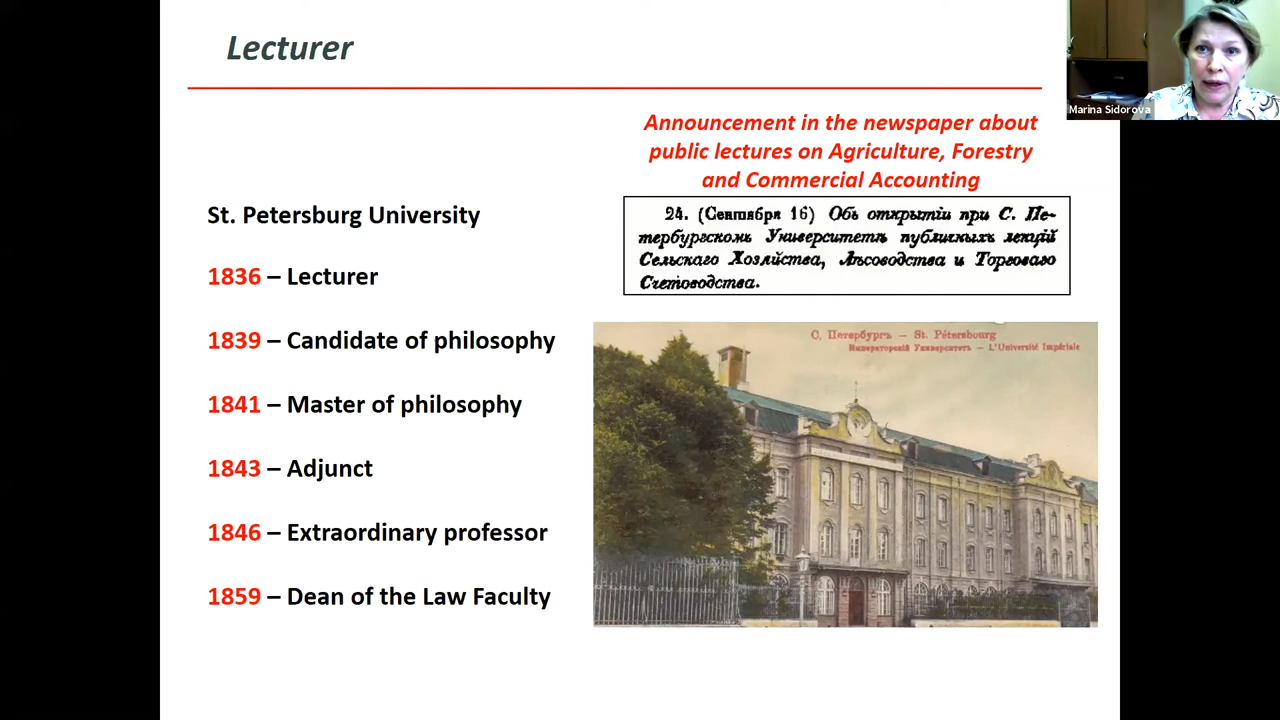 Lecturer
Marina Sidorova
Announcement in the newspaper about
public lectures on Agriculture, Forestry
and Commercial Accounting
24. (Сентября 16) Объ открытіи при С. Пе-
тербургскомъ Университетѣ публичныхъ лекцій
Сельскаго Хозяйства, Лѣсоводства и Торговаго
Счетоводства.
St. Petersburg University
1836 – Lecturer
1839 – Candidate of philosophy
1841 – Master of philosophy
1843 – Adjunct
1846 – Extraordinary professor
1859 – Dean of the Law Faculty
С. Петербургъ – St. Pétersbourg
Императорскій Университетъ – L'Université Impériale